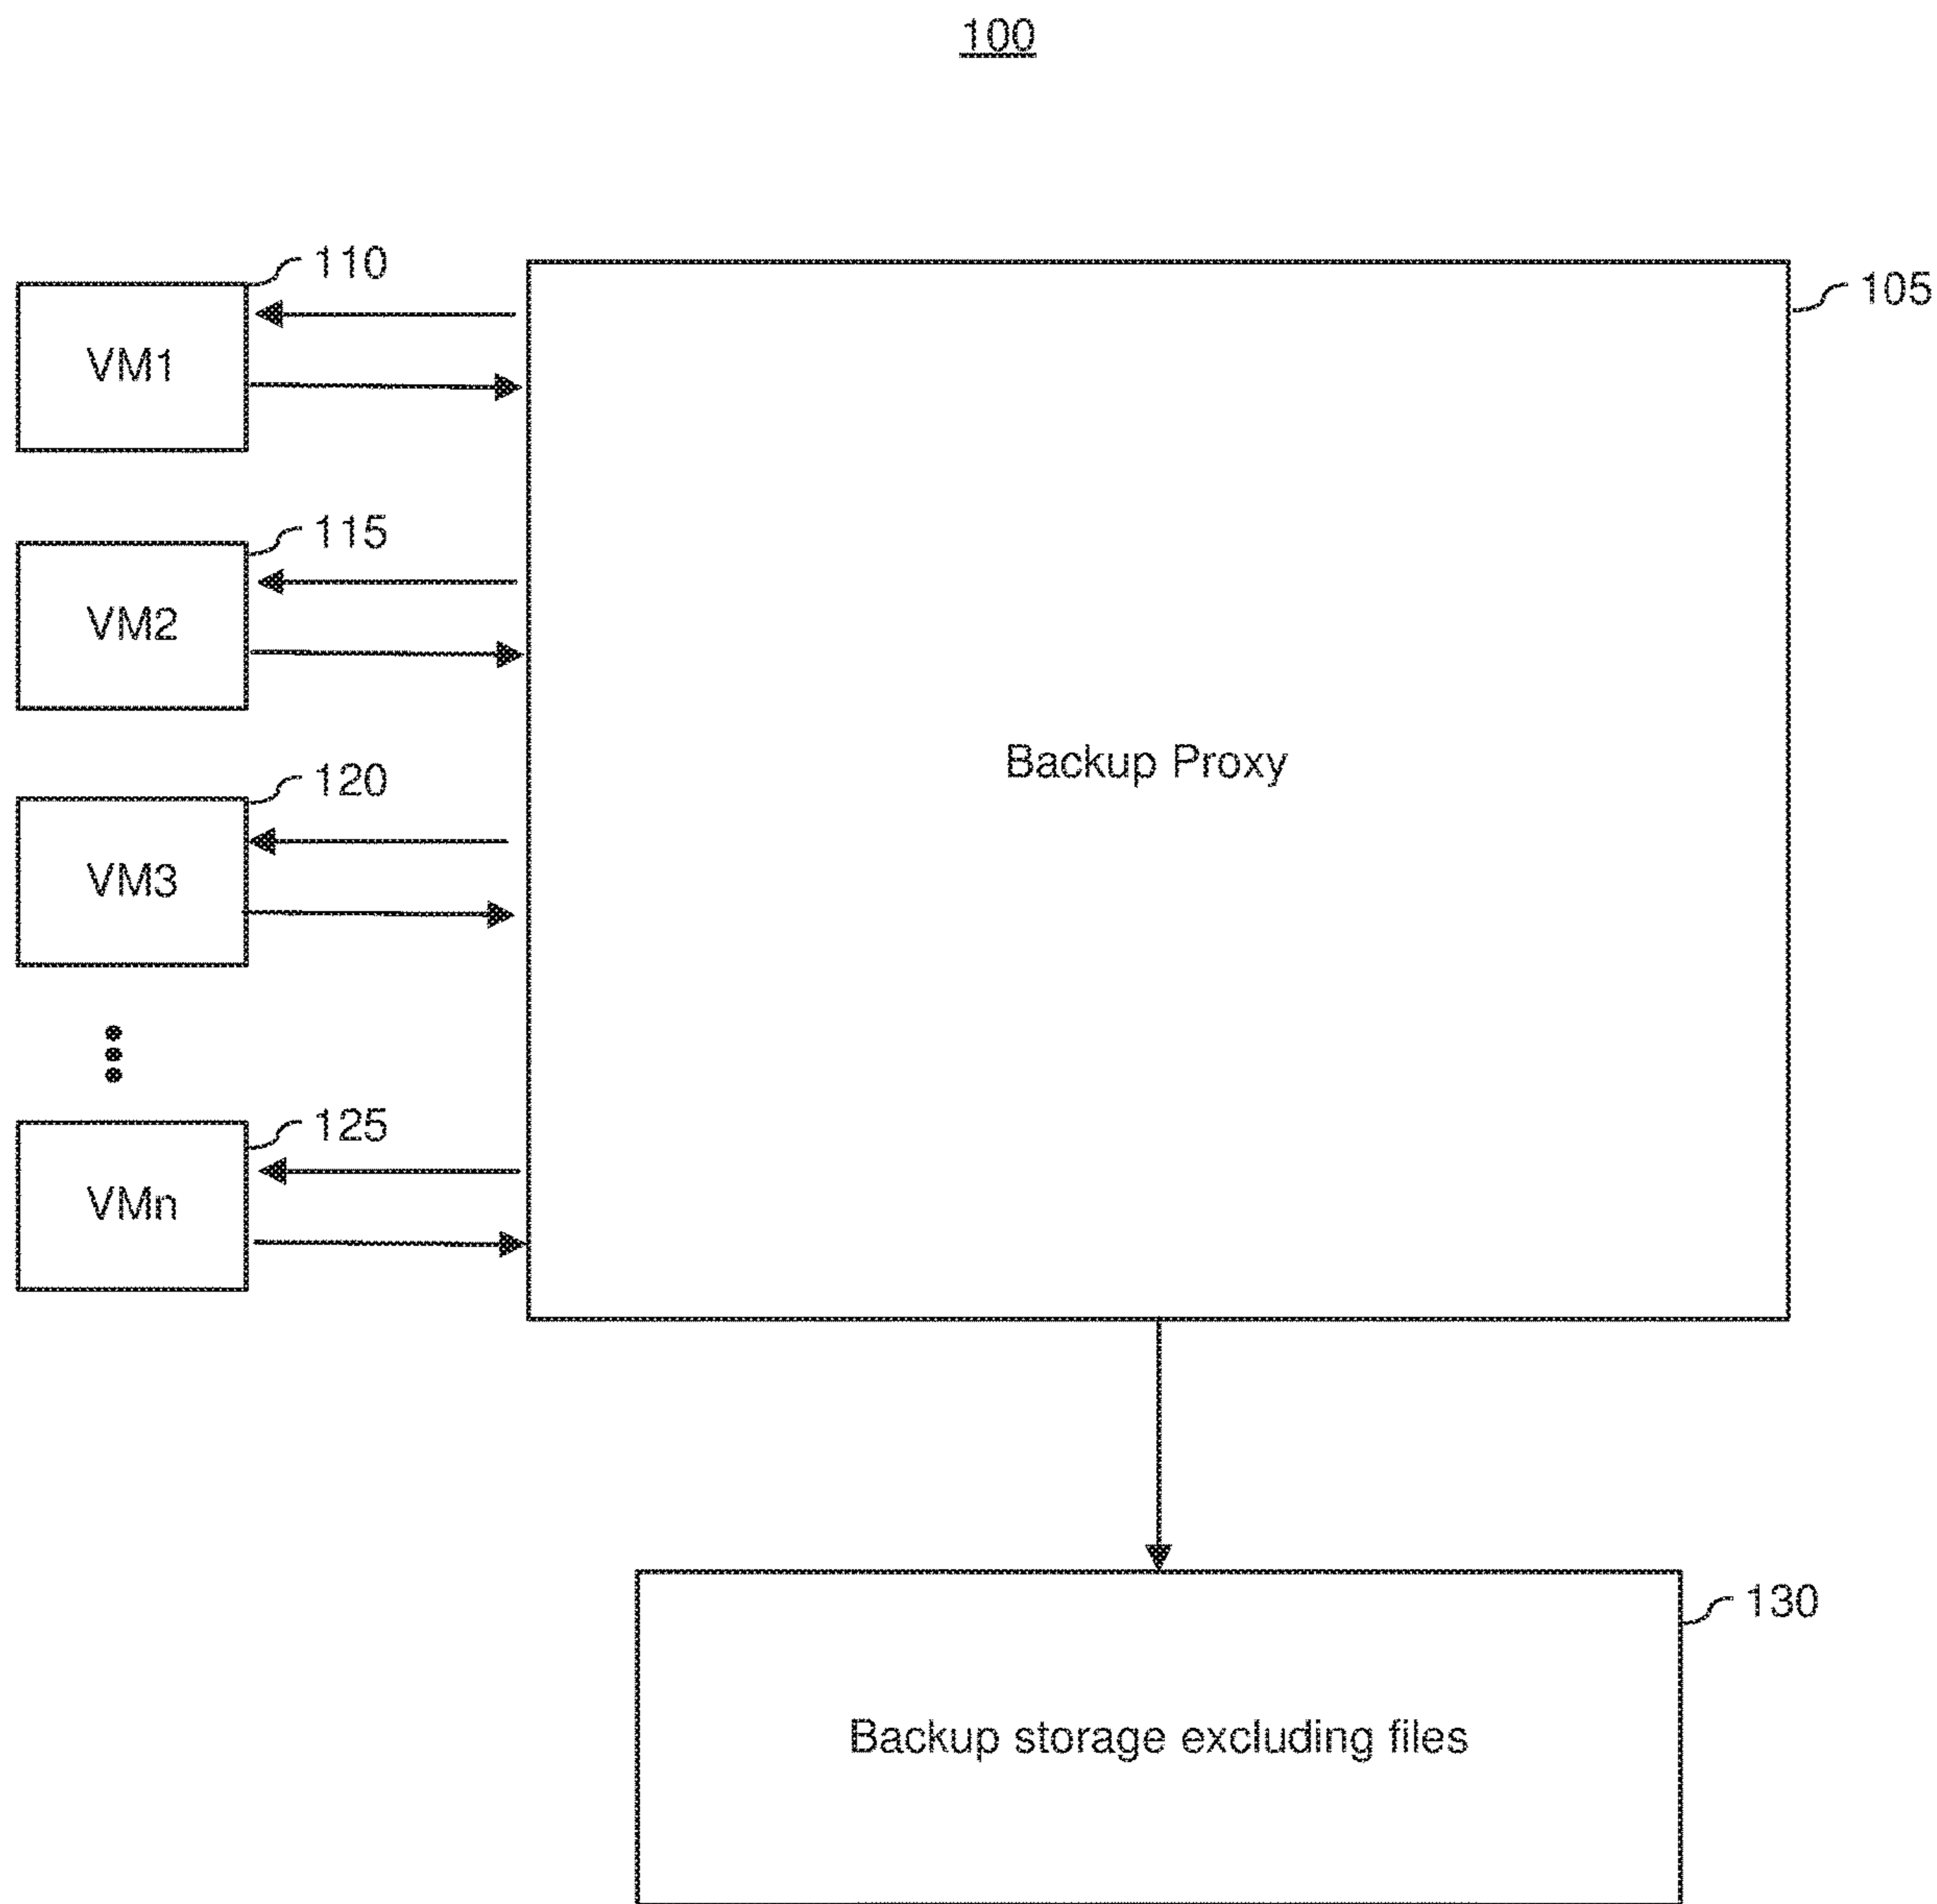 100
110
105
VM1
115
VM2
Backup Proxy
120
VM3
125
VMn
130
Backup storage excluding files